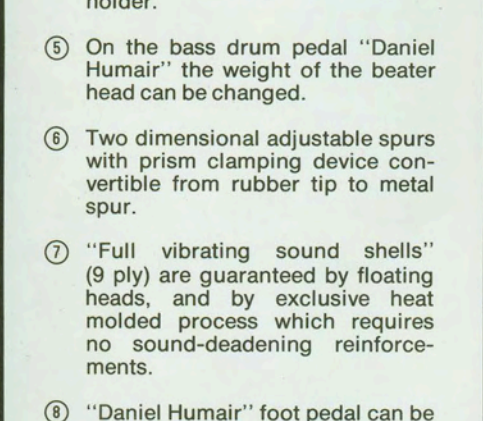 holder.
⑤ On the bass drum pedal “Daniel
Humair” the weight of the beater
head can be changed.
⑥ Two dimensional adjustable spurs
with prism clamping device con-
vertible from rubber tip to metal
spur.
⑦ “Full vibrating sound shells”
(9 ply) are guaranteed by floating
heads, and by exclusive heat
molded process which requires
no sound-deadening reinforce-
ments.
⑧ “Daniel Humair” foot pedal can be